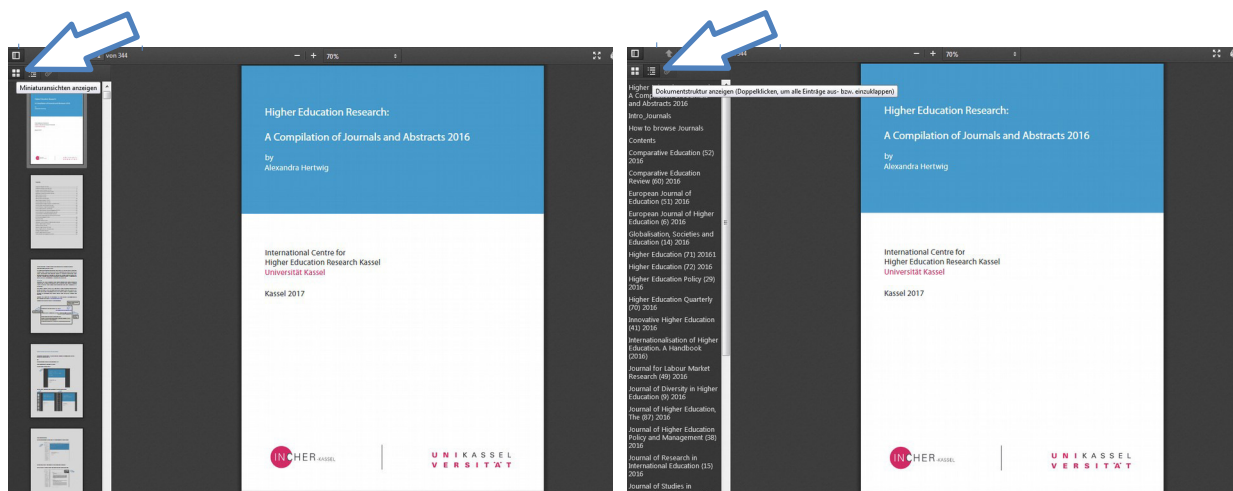 von 344
− + 70%
Miniaturansichten anzeigen
Higher Education Research:
A Compilation of Journals and Abstracts 2016
by
Alexandra Hertwig
International Centre for
Higher Education Research Kassel
Universität Kassel
Kassel 2017
INCHER-KASSEL
UNIKASSEL
VERSITÄT
344
− + 70%
Dokumentstruktur anzeigen (Doppelklicken, um alle Einträge aus- bzw. einzuklappen)
Higher
A Comp
and Abstracts 2016
Intro_Journals
How to browse Journals
Contents
Comparative Education (52)
2016
Comparative Education
Review (60) 2016
European Journal of
Education (51) 2016
European Journal of Higher
Education (6) 2016
Globalisation, Societies and
Education (14) 2016
Higher Education (71) 20161
Higher Education (72) 2016
Higher Education Policy (29)
2016
Higher Education Quarterly
(70) 2016
Innovative Higher Education
(41) 2016
Internationalisation of Higher
Education. A Handbook
(2016)
Journal for Labour Market
Research (49) 2016
Journal of Diversity in Higher
Education (9) 2016
Journal of Higher Education,
The (87) 2016
Journal of Higher Education
Policy and Management (38)
2016
Journal of Research in
International Education (15)
2016
Journal of Studies in
Higher Education Research:
A Compilation of Journals and Abstracts 2016
by
Alexandra Hertwig
International Centre for
Higher Education Research Kassel
Universität Kassel
Kassel 2017
INCHER-KASSEL
UNIKASSEL
VERSITÄT